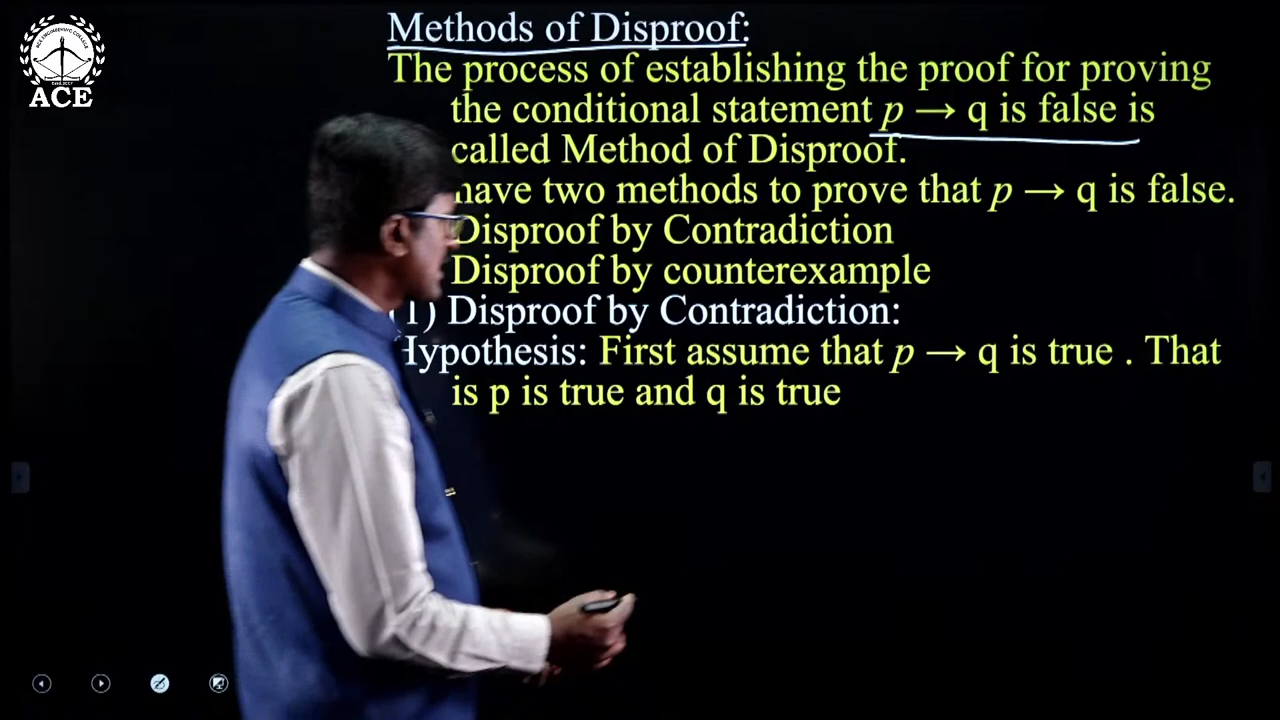 ACE
Methods of Disproof:
The process of establishing the proof for proving
the conditional statement p → q is false is
called Method of Disproof.
have two methods to prove that p → q is false.
Disproof by Contradiction
Disproof by counterexample
(1) Disproof by Contradiction:
Hypothesis: First assume that p → q is true . That
is p is true and q is true